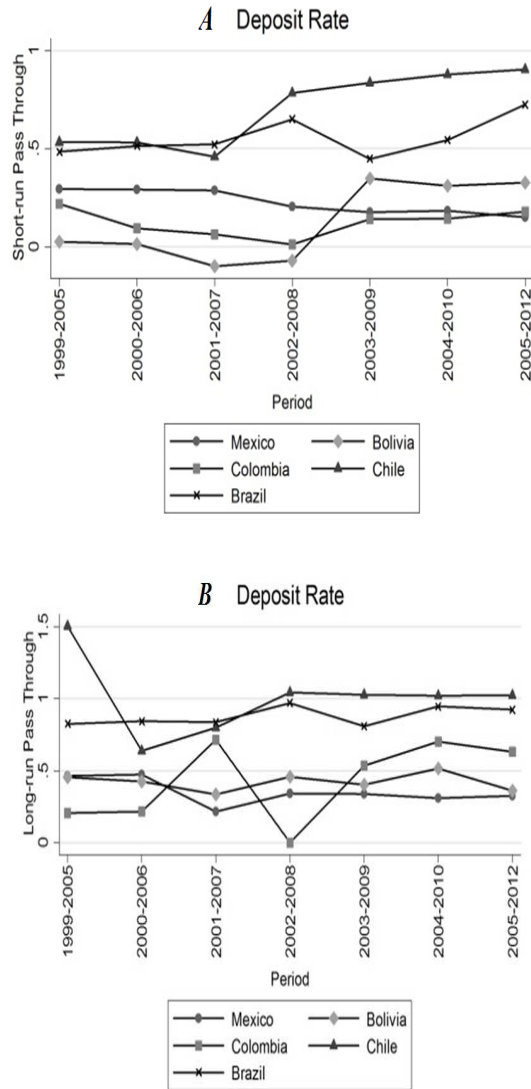 A Deposit Rate
Short-run Pass Through
1
.5
0
1999-2005
2000-2006
2001-2007
2002-2008
2003-2009
2004-2010
2005-2012
Period
Mexico
Bolivia
Colombia
Chile
Brazil
B Deposit Rate
Long-run Pass Through
1.5
1
.5
0
1999-2005
2000-2006
2001-2007
2002-2008
2003-2009
2004-2010
2005-2012
Period
Mexico
Bolivia
Colombia
Chile
Brazil